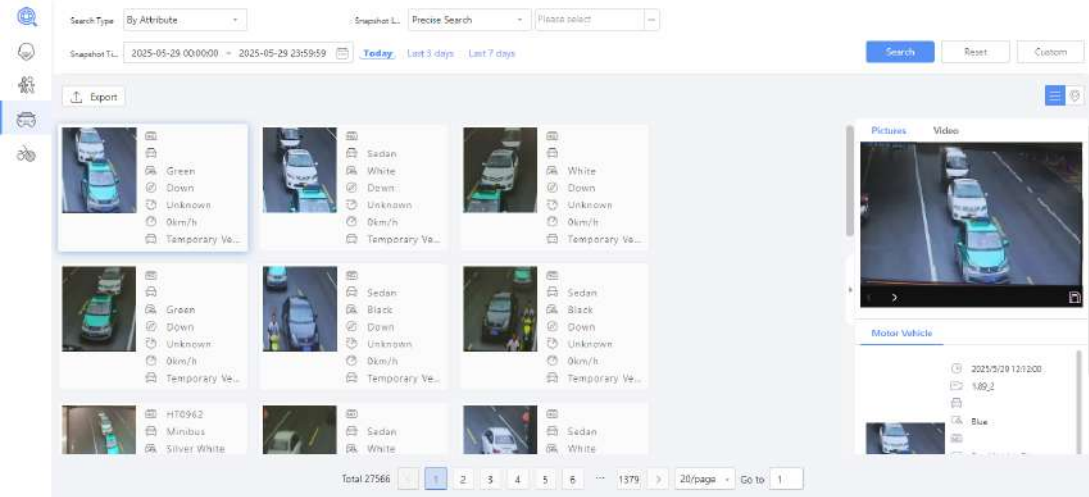 Search Type By Attribute Snapshot L... Precise Search Please select
Snapshot Ti... 2025-05-29 00:00:00 ~ 2025-05-29 23:59:59 Today Last 3 days Last 7 days Search Reset Custom
Export
Pictures Video
Green
Down
Unknown
0km/h
Temporary Ve...
Sedan
White
Down
Unknown
0km/h
Temporary Ve...
White
Down
Unknown
0km/h
Temporary Ve...
Green
Down
Unknown
0km/h
Temporary Ve...
Sedan
Black
Down
Unknown
0km/h
Temporary Ve...
Sedan
Black
Down
Unknown
0km/h
Temporary Ve...
HT0962
Minibus
Silver White
Sedan
White
Sedan
White
Motor Vehicle
2025/5/29 12:12:00
1.89_2
Blue
Total 27566 1 2 3 4 5 6 ... 1379 20/page Go to 1